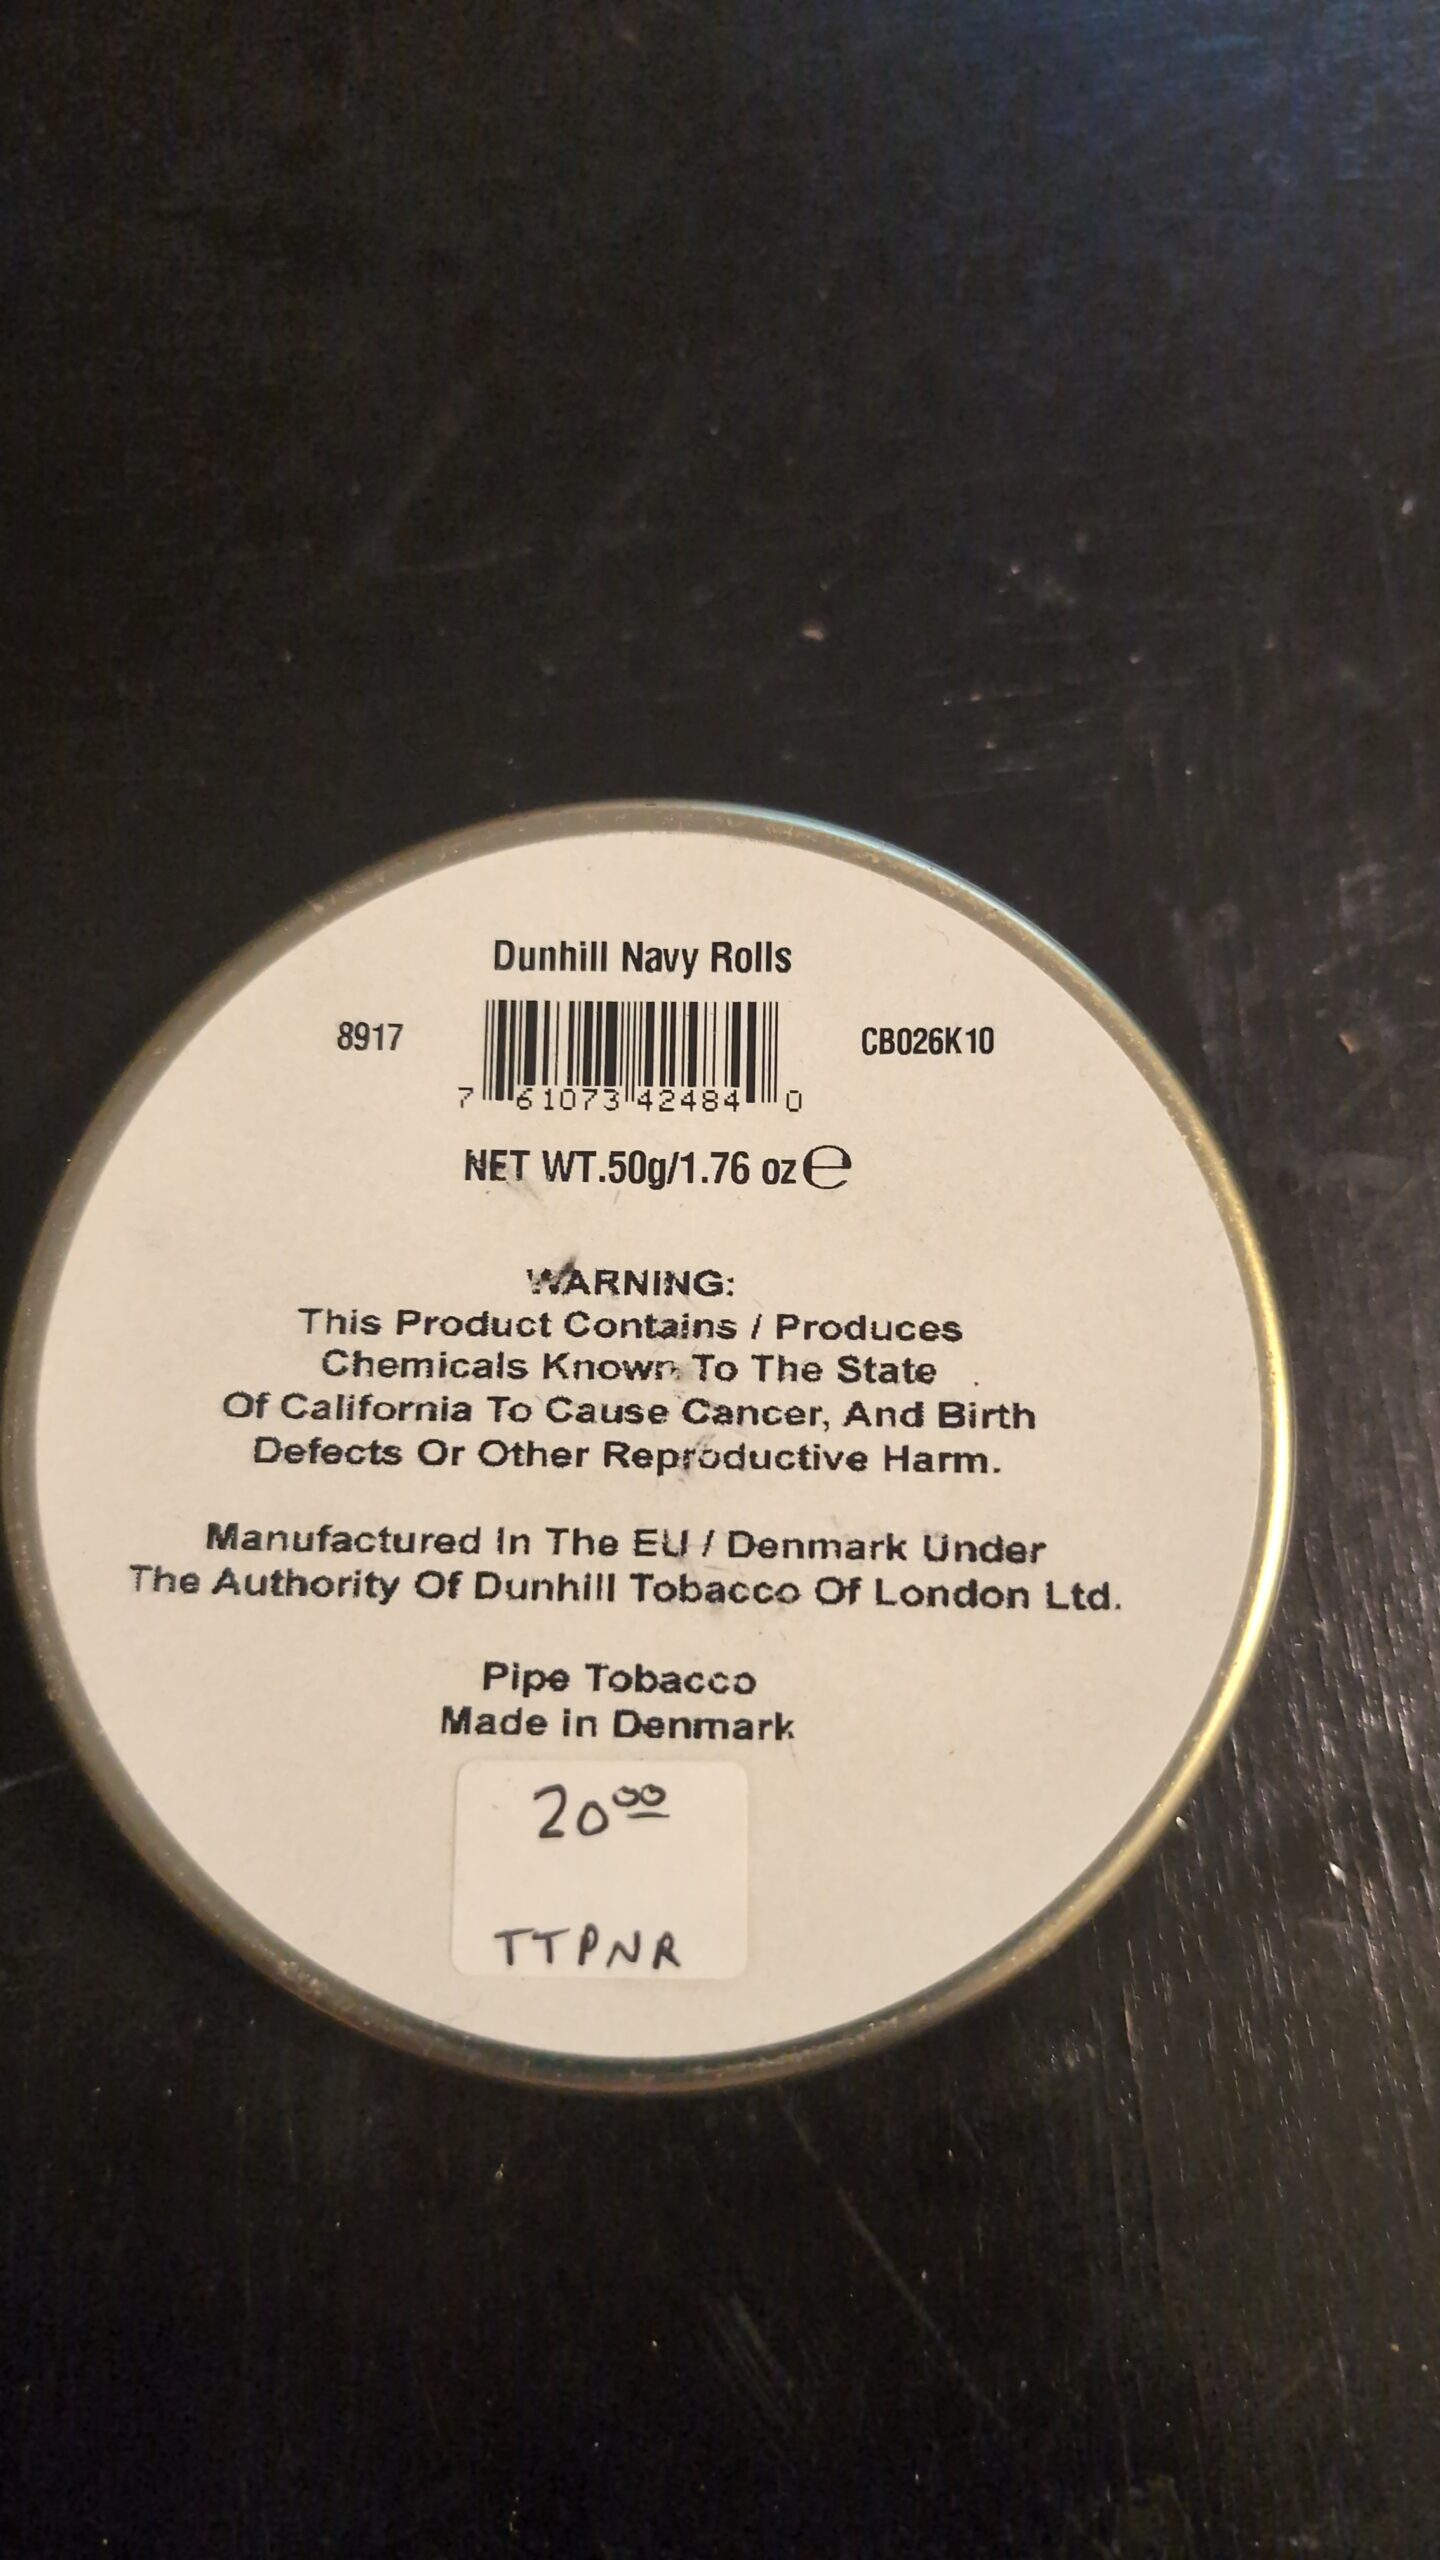 Dunhill Navy Rolls
8917
7 61073 42484 0
CB026K10
NET WT.50g/1.76 oz ℮
WARNING:
This Product Contains / Produces
Chemicals Known To The State
Of California To Cause Cancer, And Birth
Defects Or Other Reproductive Harm.
Manufactured In The EU / Denmark Under
The Authority Of Dunhill Tobacco Of London Ltd.
Pipe Tobacco
Made in Denmark
20 00
TTPNR